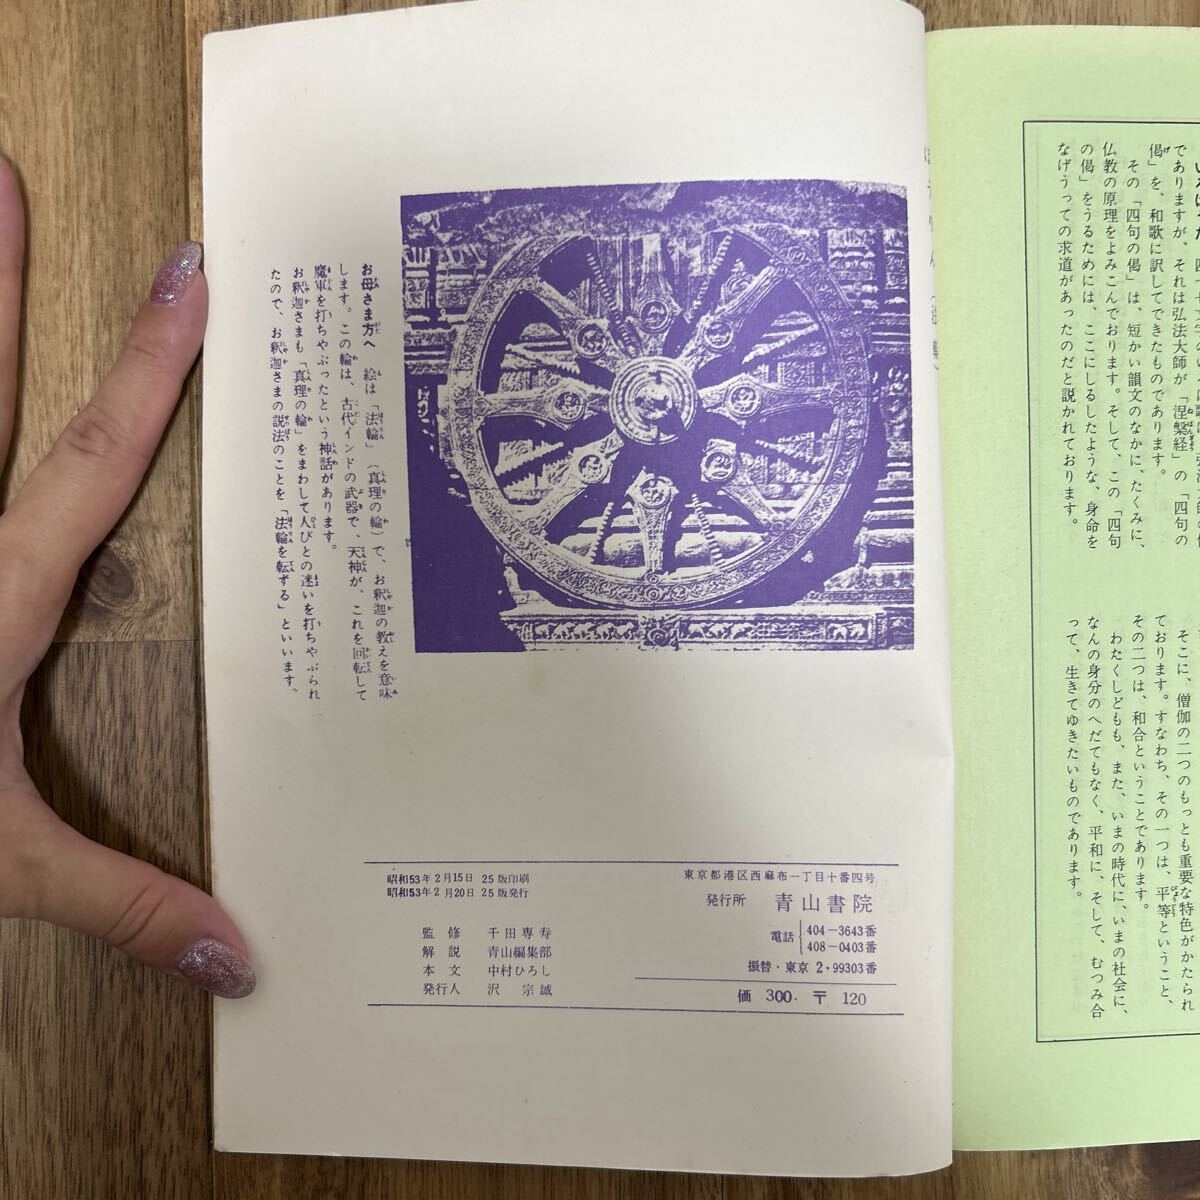 いろはか
でありますが、それは弘法大師が「涅槃経」の「四句の
偈」を、和歌に訳してできたものであります。
その「四句の偈」は、短かい韻文のなかに、たくみに、
仏教の原理をよみこんでおります。そして、この「四句
の偈」をうるためには、ここにしるしたような、身命を
なげうっての求道があったのだと説かれております。
そこに、僧伽の二つのもっとも重要な特色がかたられ
ております。すなわち、その一つは、平等ということ、
その二つは、和合ということであります。
わたくしどもも、また、いまの時代に、いまの社会に、
なんの身分のへだてもなく、平和に、そして、むつみ合
って、生きてゆきたいものであります。
ほうりん（法輪）
お母さま方へ　絵は「法輪」（真理の輪）で、お釈迦の教えを意味
します。この輪は、古代インドの武器で、天神が、これを回転して
魔軍を打ちやぶったという神話があります。
お釈迦さまも「真理の輪」をまわして人びとの迷いを打ちやぶられ
たので、お釈迦さまの説法のことを「法輪を転ずる」といいます。
昭和53年2月15日 25版印刷
昭和53年2月20日 25版発行
監修　千田専寿
解説　青山編集部
本文　中村ひろし
発行人　沢宗誠
東京都港区西麻布一丁目十番四号
発行所　青山書院
電話 404－3643番
408－0403番
振替・東京 2・99303番
価 300. 〒 120